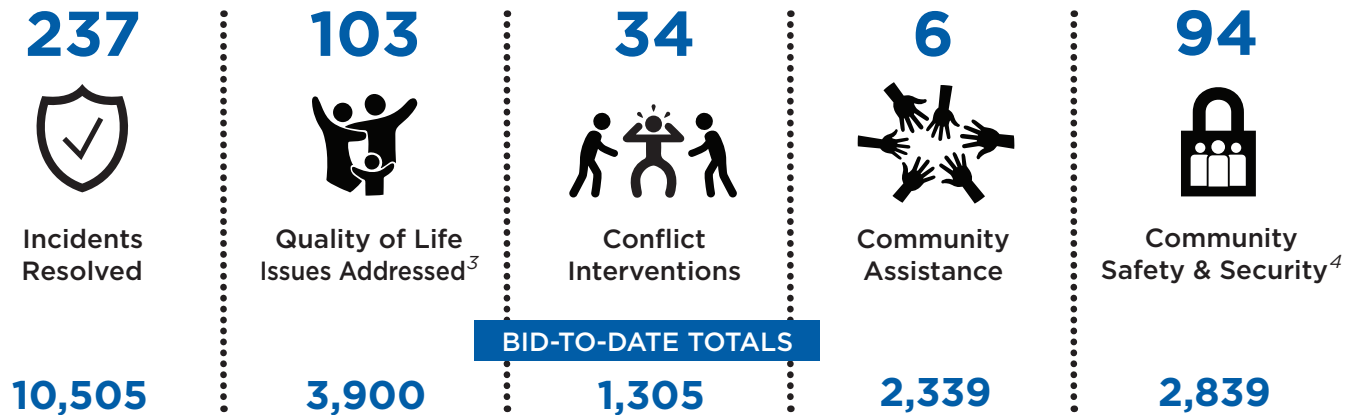 237
103
34
6
94
Incidents
Resolved
Quality of Life
Issues Addressed3
Conflict
Interventions
Community
Assistance
Community
Safety & Security4
BID-TO-DATE TOTALS
10,505
3,900
1,305
2,339
2,839